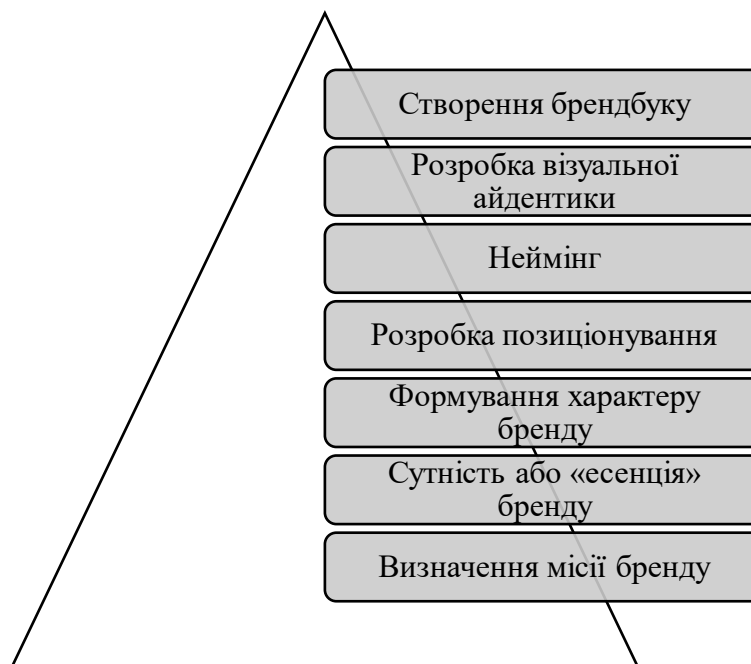 Створення брендбуку
Розробка візуальної
айдентики
Неймінг
Розробка позиціонування
Формування характеру
бренду
Сутність або «есенція»
бренду
Визначення місії бренду